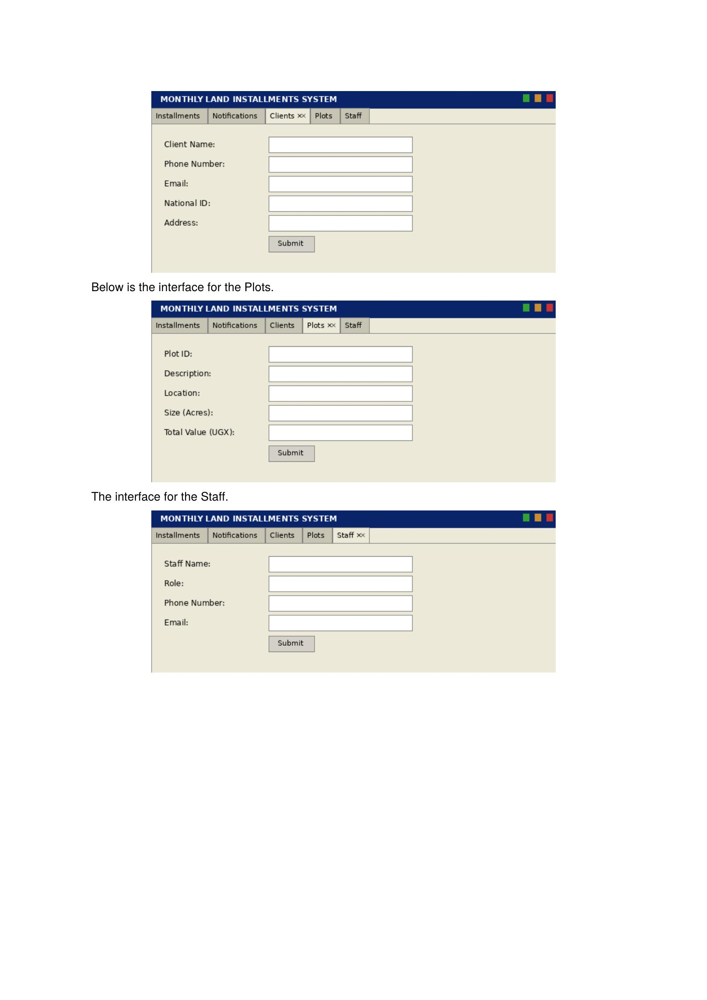 MONTHLY LAND INSTALLMENTS SYSTEM
Installments Notifications Clients ×× Plots Staff
Client Name:
Phone Number:
Email:
National ID:
Address:
Submit
Below is the interface for the Plots.
MONTHLY LAND INSTALLMENTS SYSTEM
Installments Notifications Clients Plots ×× Staff
Plot ID:
Description:
Location:
Size (Acres):
Total Value (UGX):
Submit
The interface for the Staff.
MONTHLY LAND INSTALLMENTS SYSTEM
Installments Notifications Clients Plots Staff ××
Staff Name:
Role:
Phone Number:
Email:
Submit